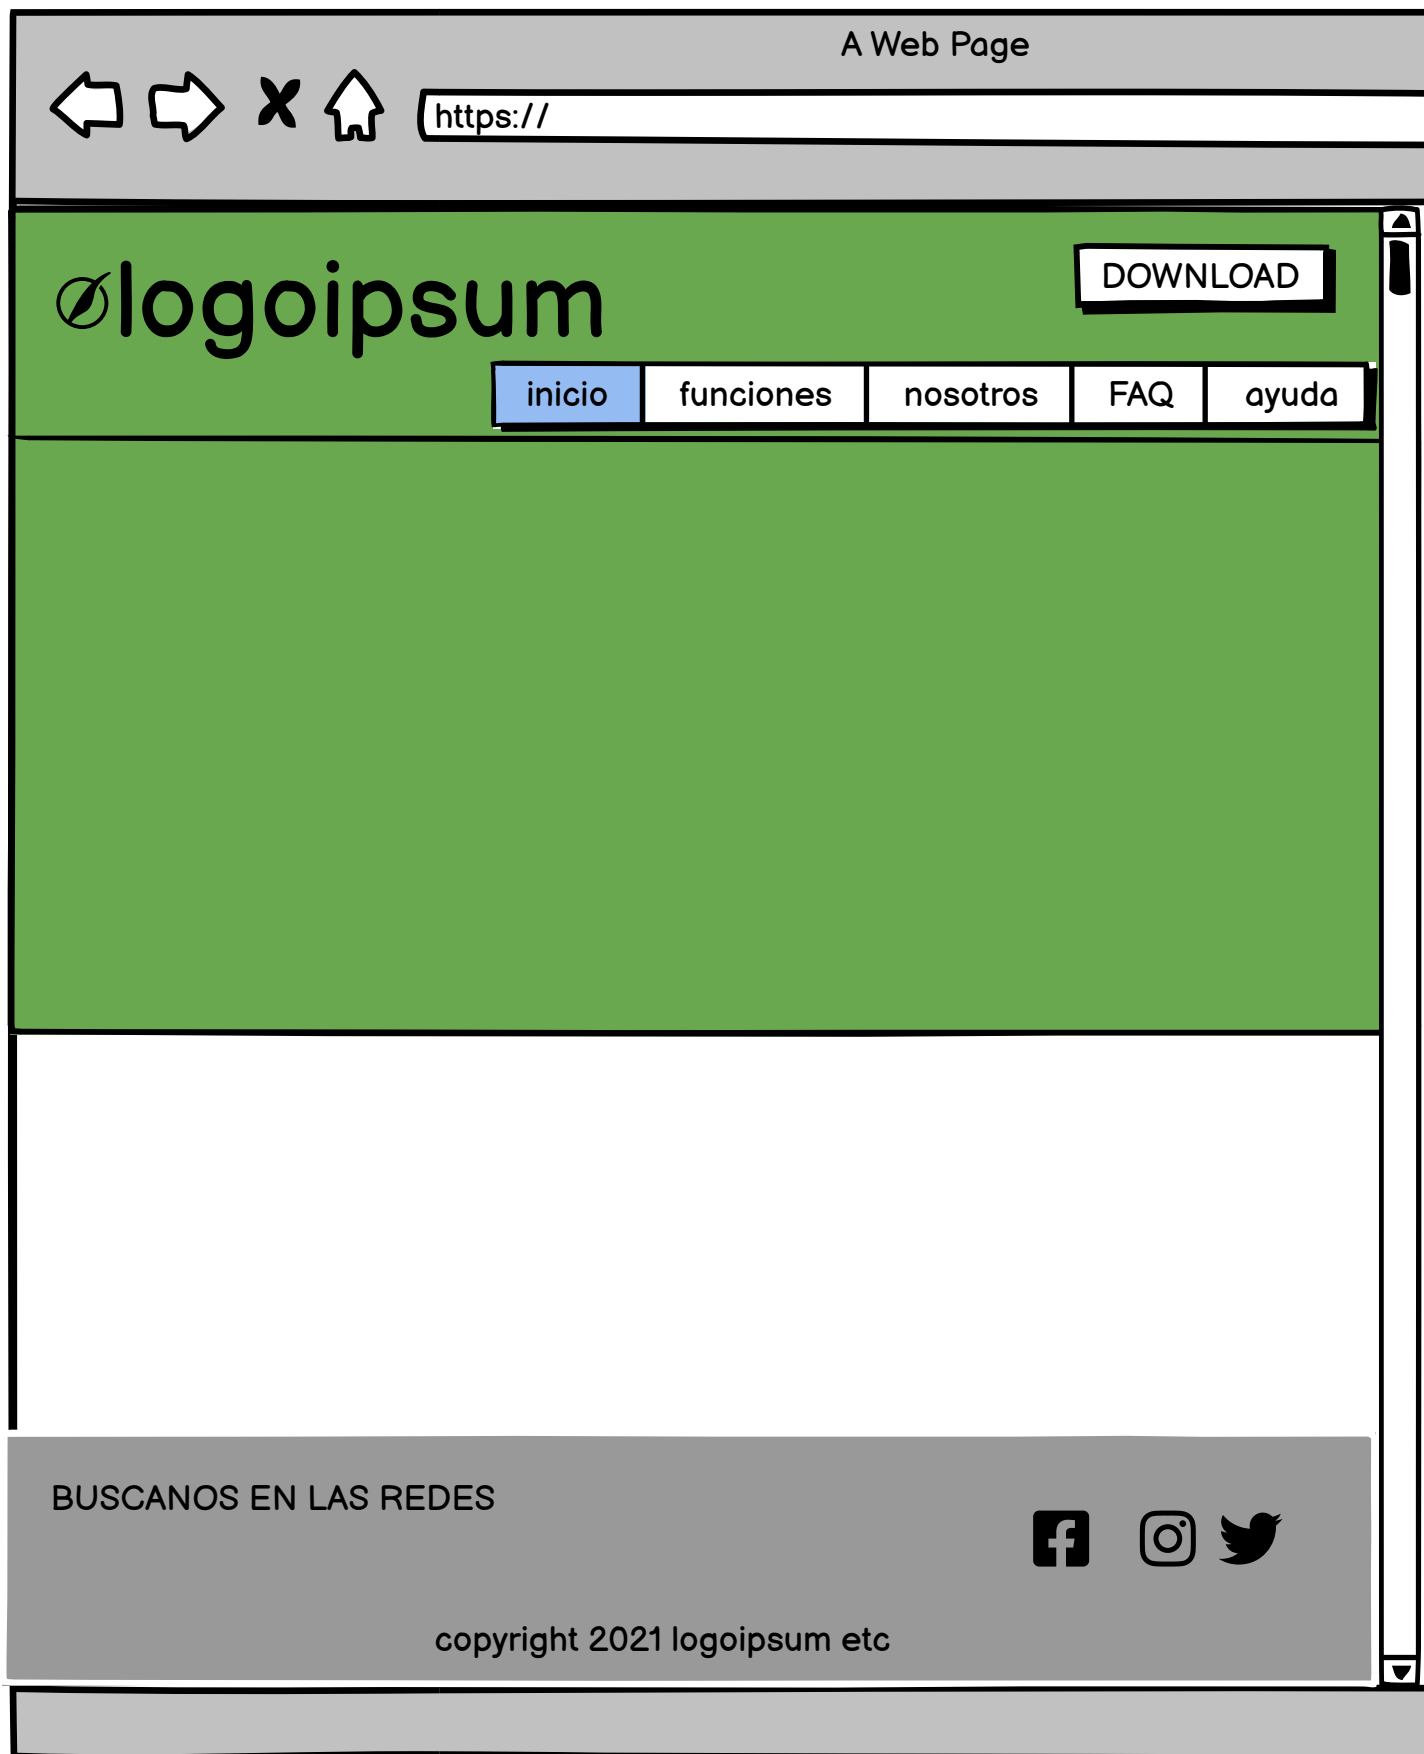 A Web Page
https://
logoipsum
DOWNLOAD
inicio funciones nosotros FAQ ayuda
BUSCANOS EN LAS REDES
copyright 2021 logoipsum etc